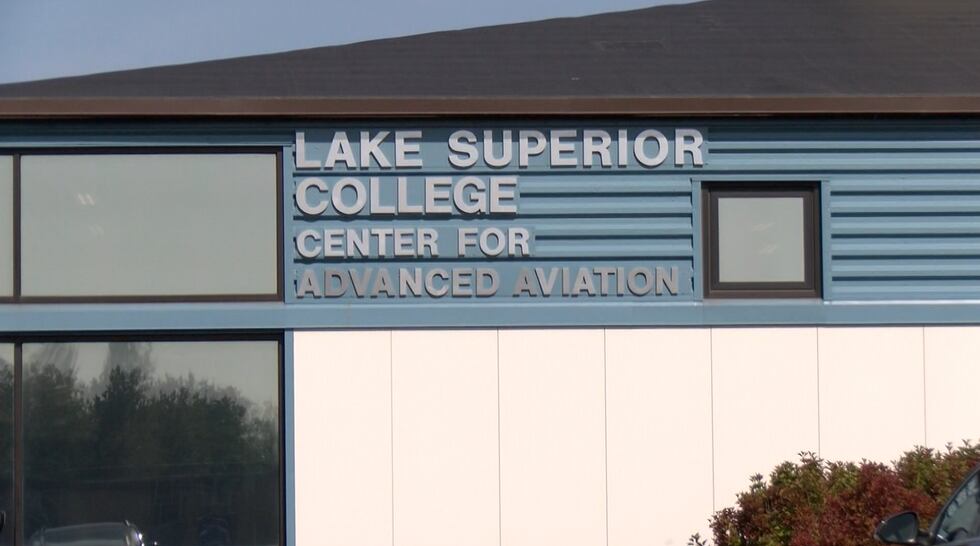 LAKE SUPERIOR
COLLEGE
CENTER FOR
ADVANCED AVIATION